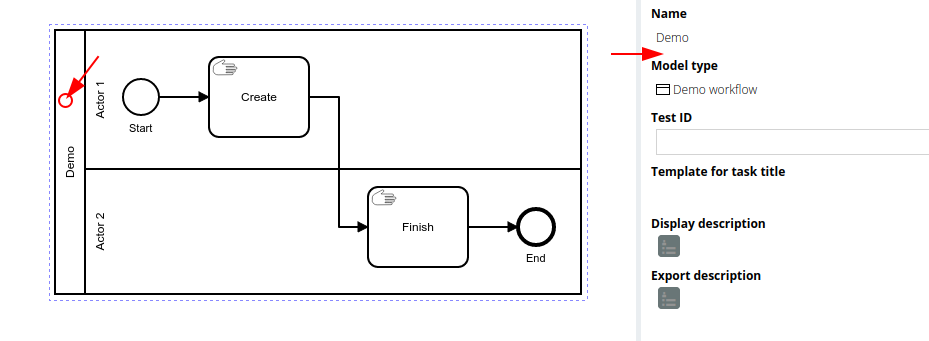 Demo
Actor 1
Start
Create
Actor 2
Finish
End
Name
Demo
Model type
Demo workflow
Test ID
Template for task title
Display description
Export description